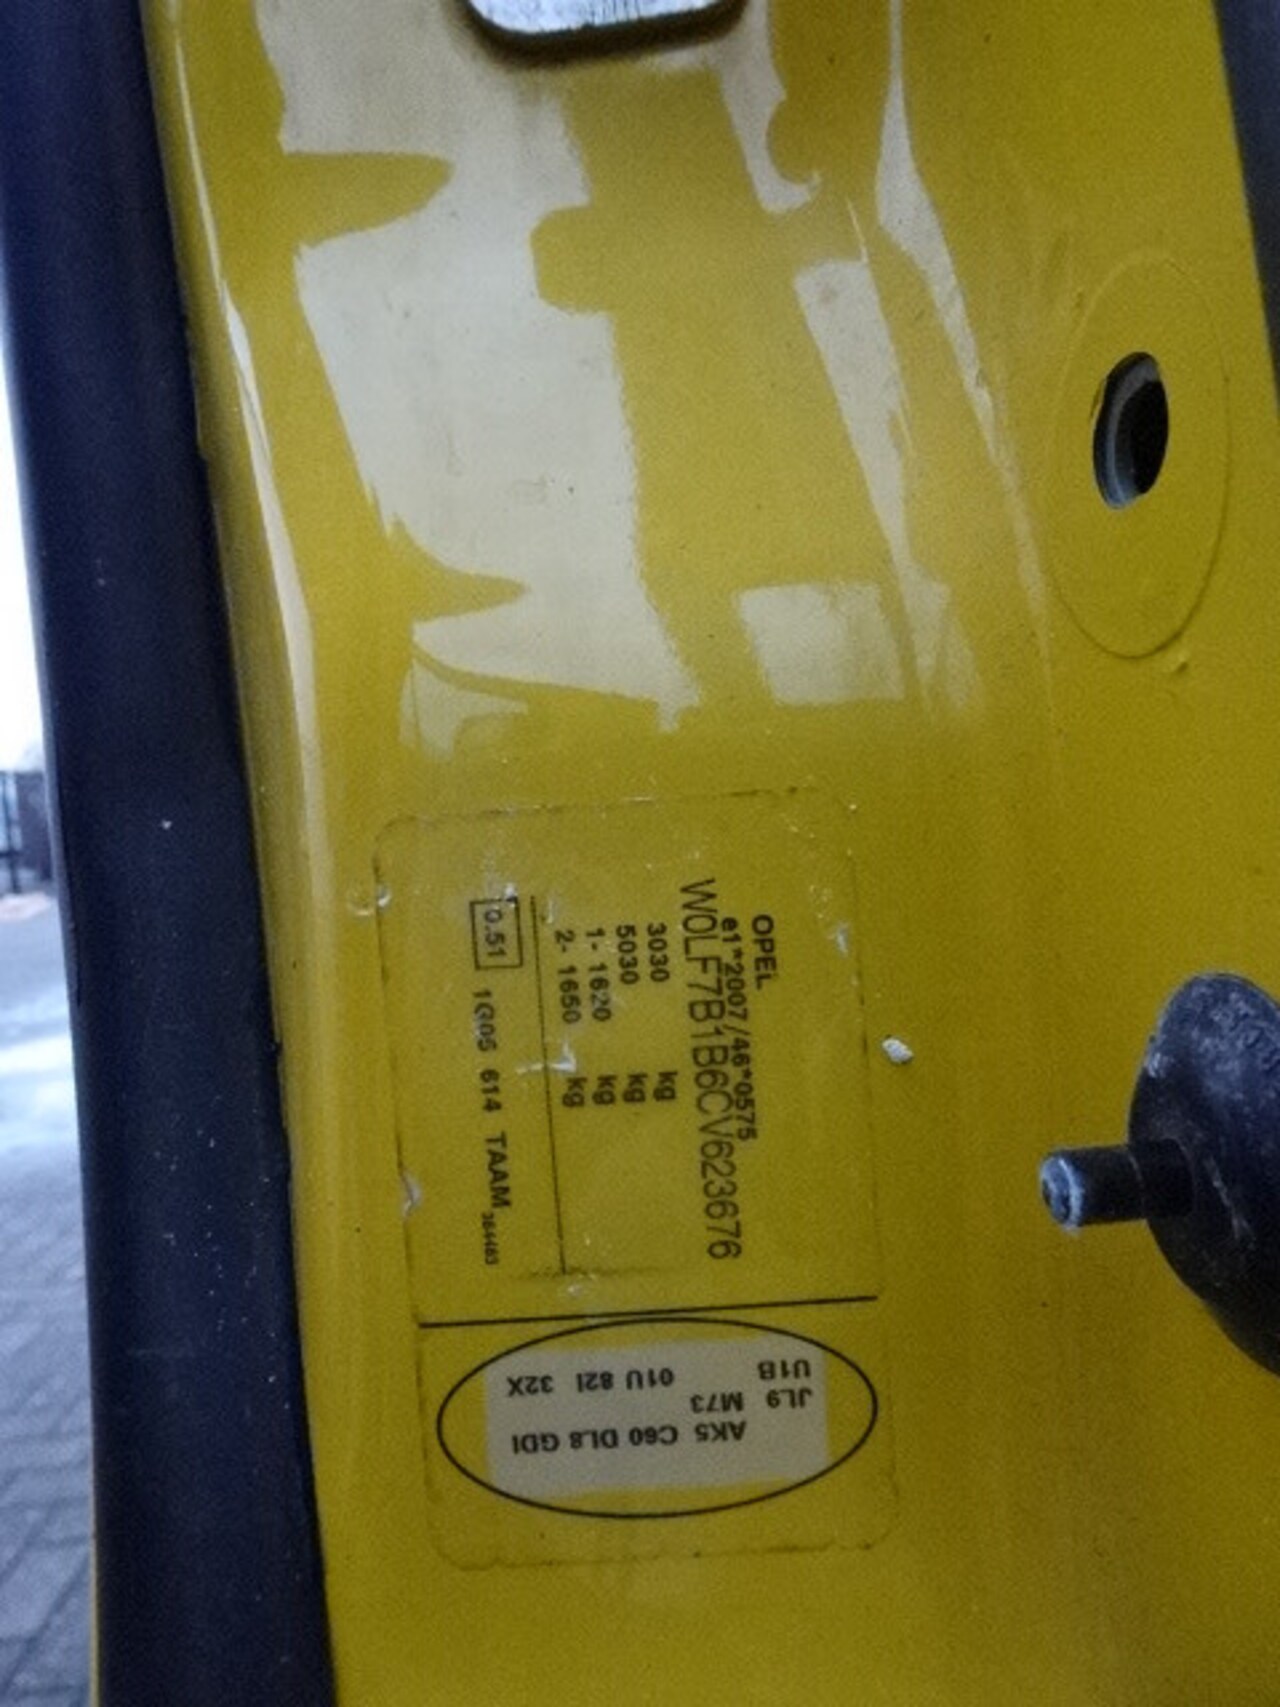 OPEL
e1*2007/46*0575
W0LF7B1B6CV623676
3030 kg
5030 kg
1- 1620 kg
2- 1650 kg
0.51 614 TAAM
U1B 01U 82I 32X
JL9 M73
AK5 C60 DL8 GDI